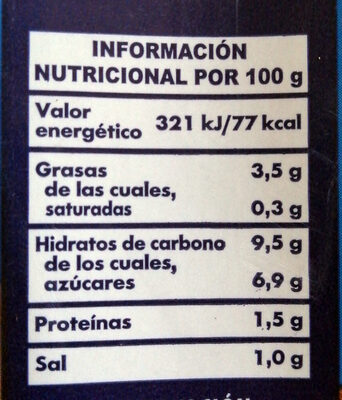 INFORMACIÓN
NUTRICIONAL POR 100 g
Valor
energético 321 kJ/77 kcal
Grasas 3,5 g
de las cuales,
saturadas 0,3 g
Hidratos de carbono 9,5 g
de los cuales,
azúcares 6,9 g
Proteínas 1,5 g
Sal 1,0 g